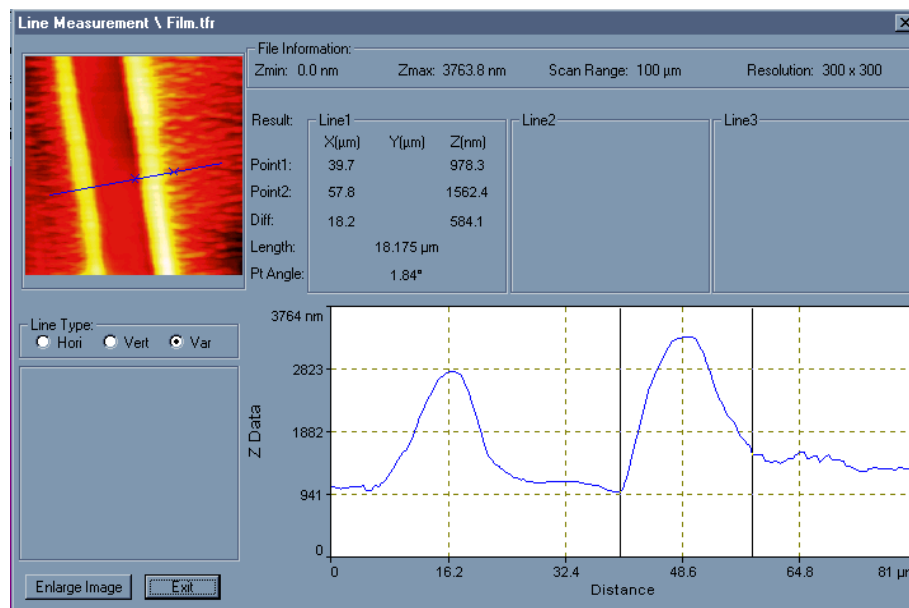 Line Measurement \ Film.tfr
File Information:
Zmin: 0.0 nm Zmax: 3763.8 nm Scan Range: 100 µm Resolution: 300 x 300
Result: Line1 Line2 Line3
X(µm) Y(µm) Z(nm)
Point1: 39.7 978.3
Point2: 57.8 1562.4
Diff: 18.2 584.1
Length: 18.175 µm
Pt Angle: 1.84°
Line Type:
Hori Vert Var
3764 nm
2823
1882
941
0
Z Data
0 16.2 32.4 48.6 64.8 81 µm
Distance
Enlarge Image Exit